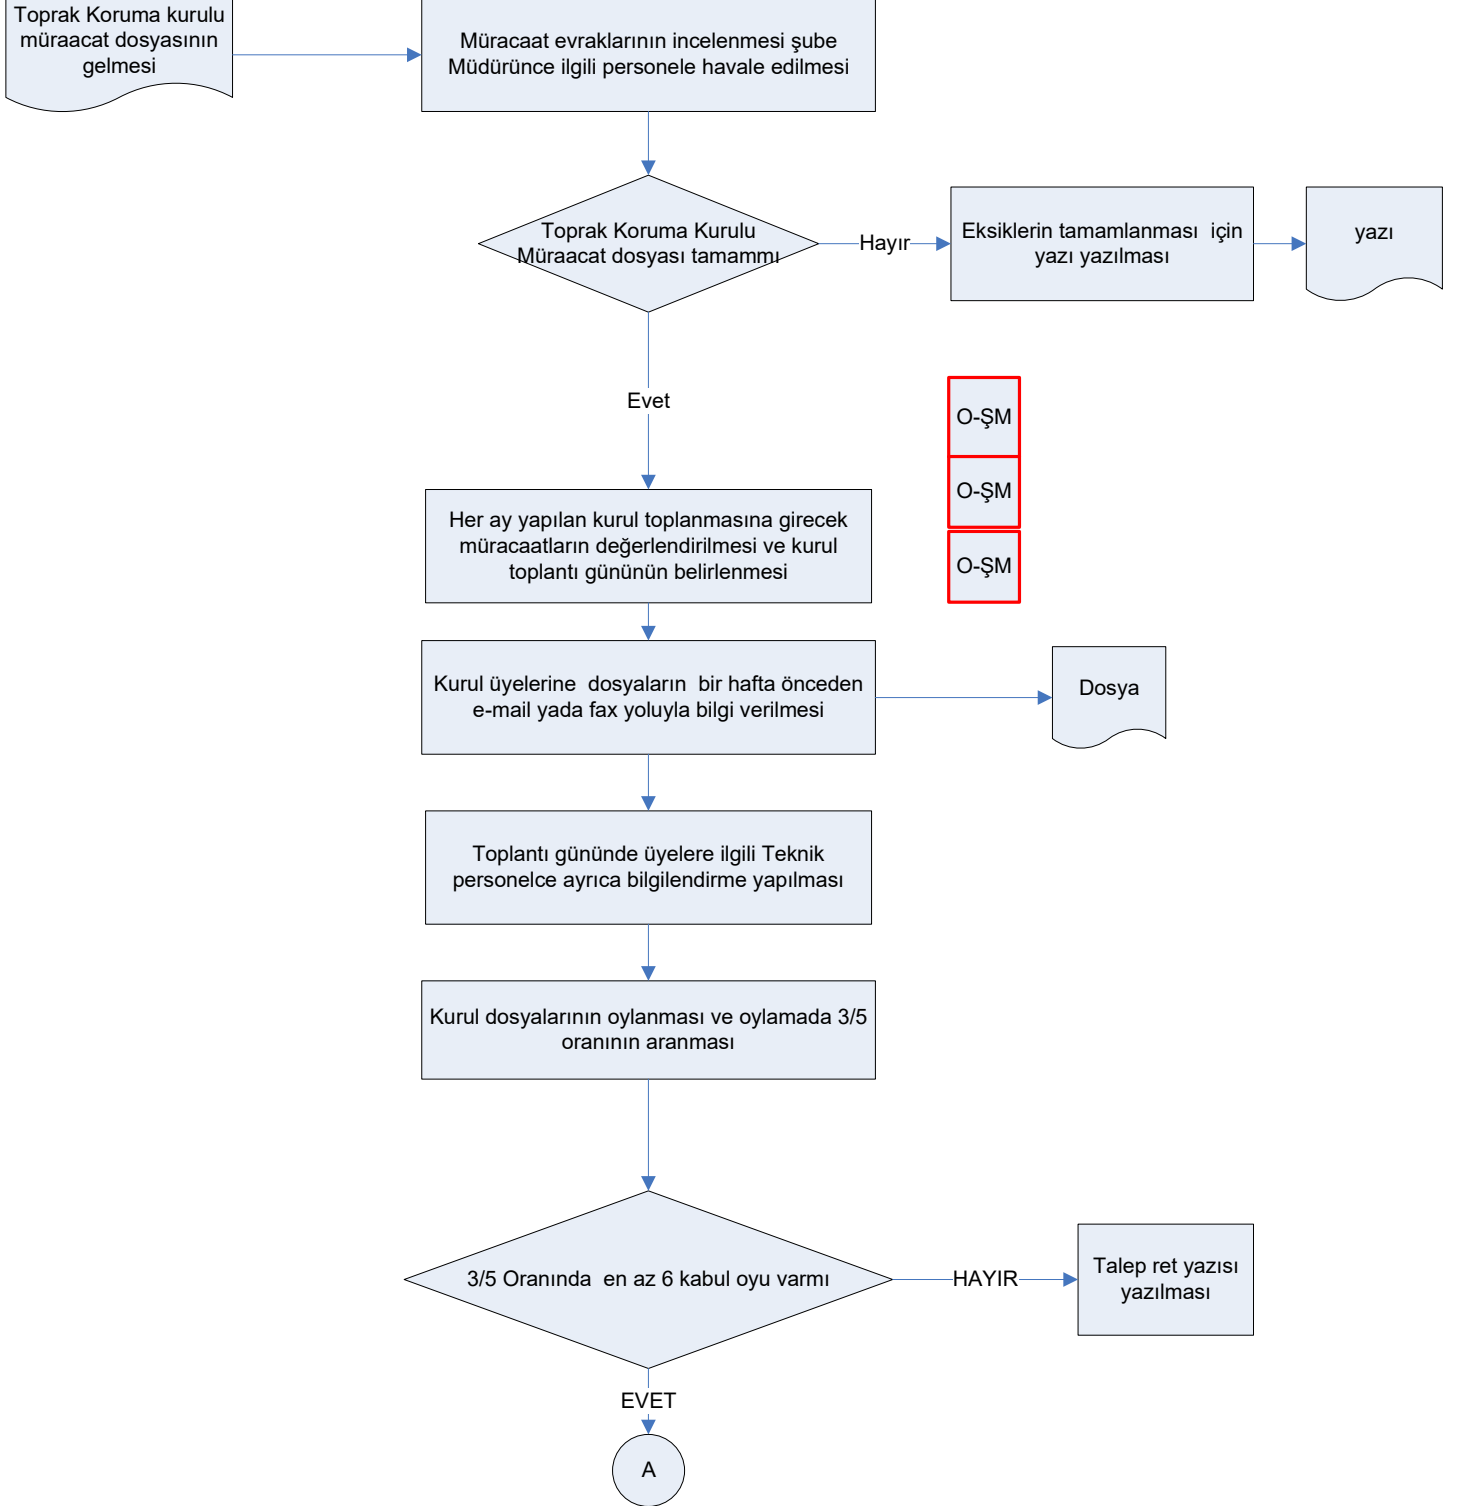 Toprak Koruma kurulu
müraacat dosyasının
gelmesi
Müracaat evraklarının incelenmesi şube
Müdürünce ilgili personele havale edilmesi
Toprak Koruma Kurulu
Müraacat dosyası tamammı
Hayır
Eksiklerin tamamlanması  için
yazı yazılması
yazı
Evet
O-ŞM
O-ŞM
O-ŞM
Her ay yapılan kurul toplanmasına girecek
müracaatların değerlendirilmesi ve kurul
toplantı gününün belirlenmesi
Kurul üyelerine  dosyaların  bir hafta önceden
e-mail yada fax yoluyla bilgi verilmesi
Dosya
Toplantı gününde üyelere ilgili Teknik
personelce ayrıca bilgilendirme yapılması
Kurul dosyalarının oylanması ve oylamada 3/5
oranının aranması
3/5 Oranında  en az 6 kabul oyu varmı
HAYIR
Talep ret yazısı
yazılması
EVET
A